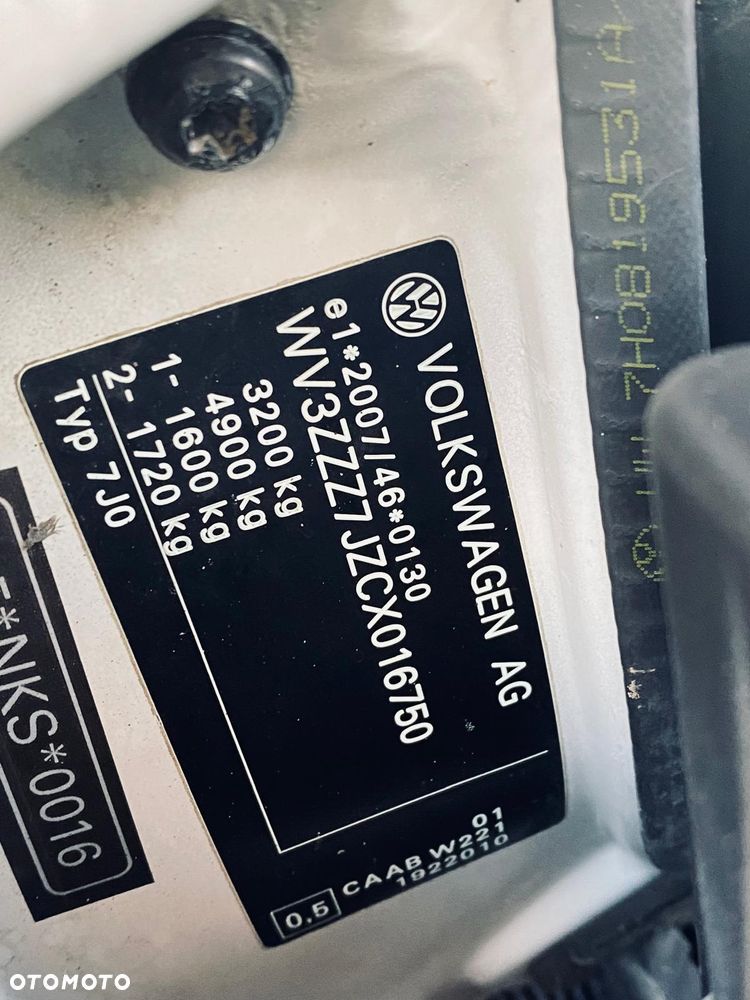 VOLKSWAGEN AG
e1*2007/46*0130
WV3ZZZ7JZCX016750
3200 kg
4900 kg
1- 1600 kg
2- 1720 kg
Typ 7J0
01
CAAB W221
0,5 1922010
*NKS*0016
7H0819531A
OTOMOTO